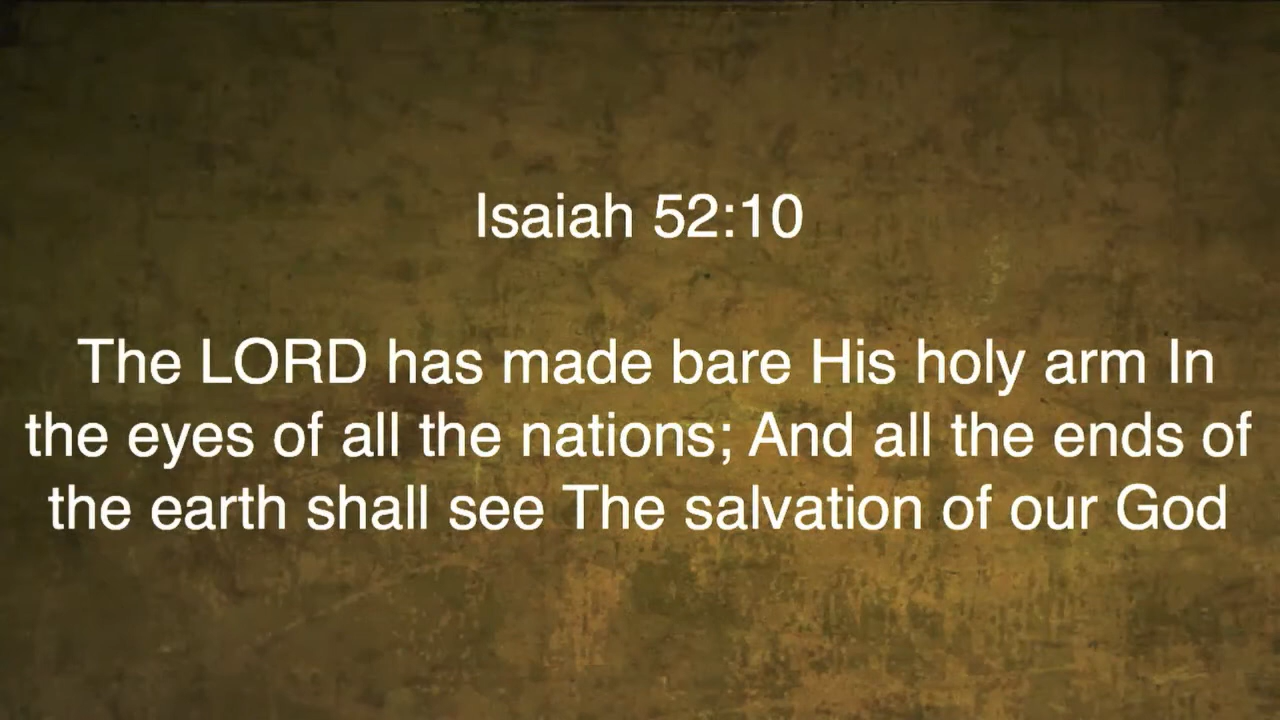 Isaiah 52:10
The LORD has made bare His holy arm In
the eyes of all the nations; And all the ends of
the earth shall see The salvation of our God